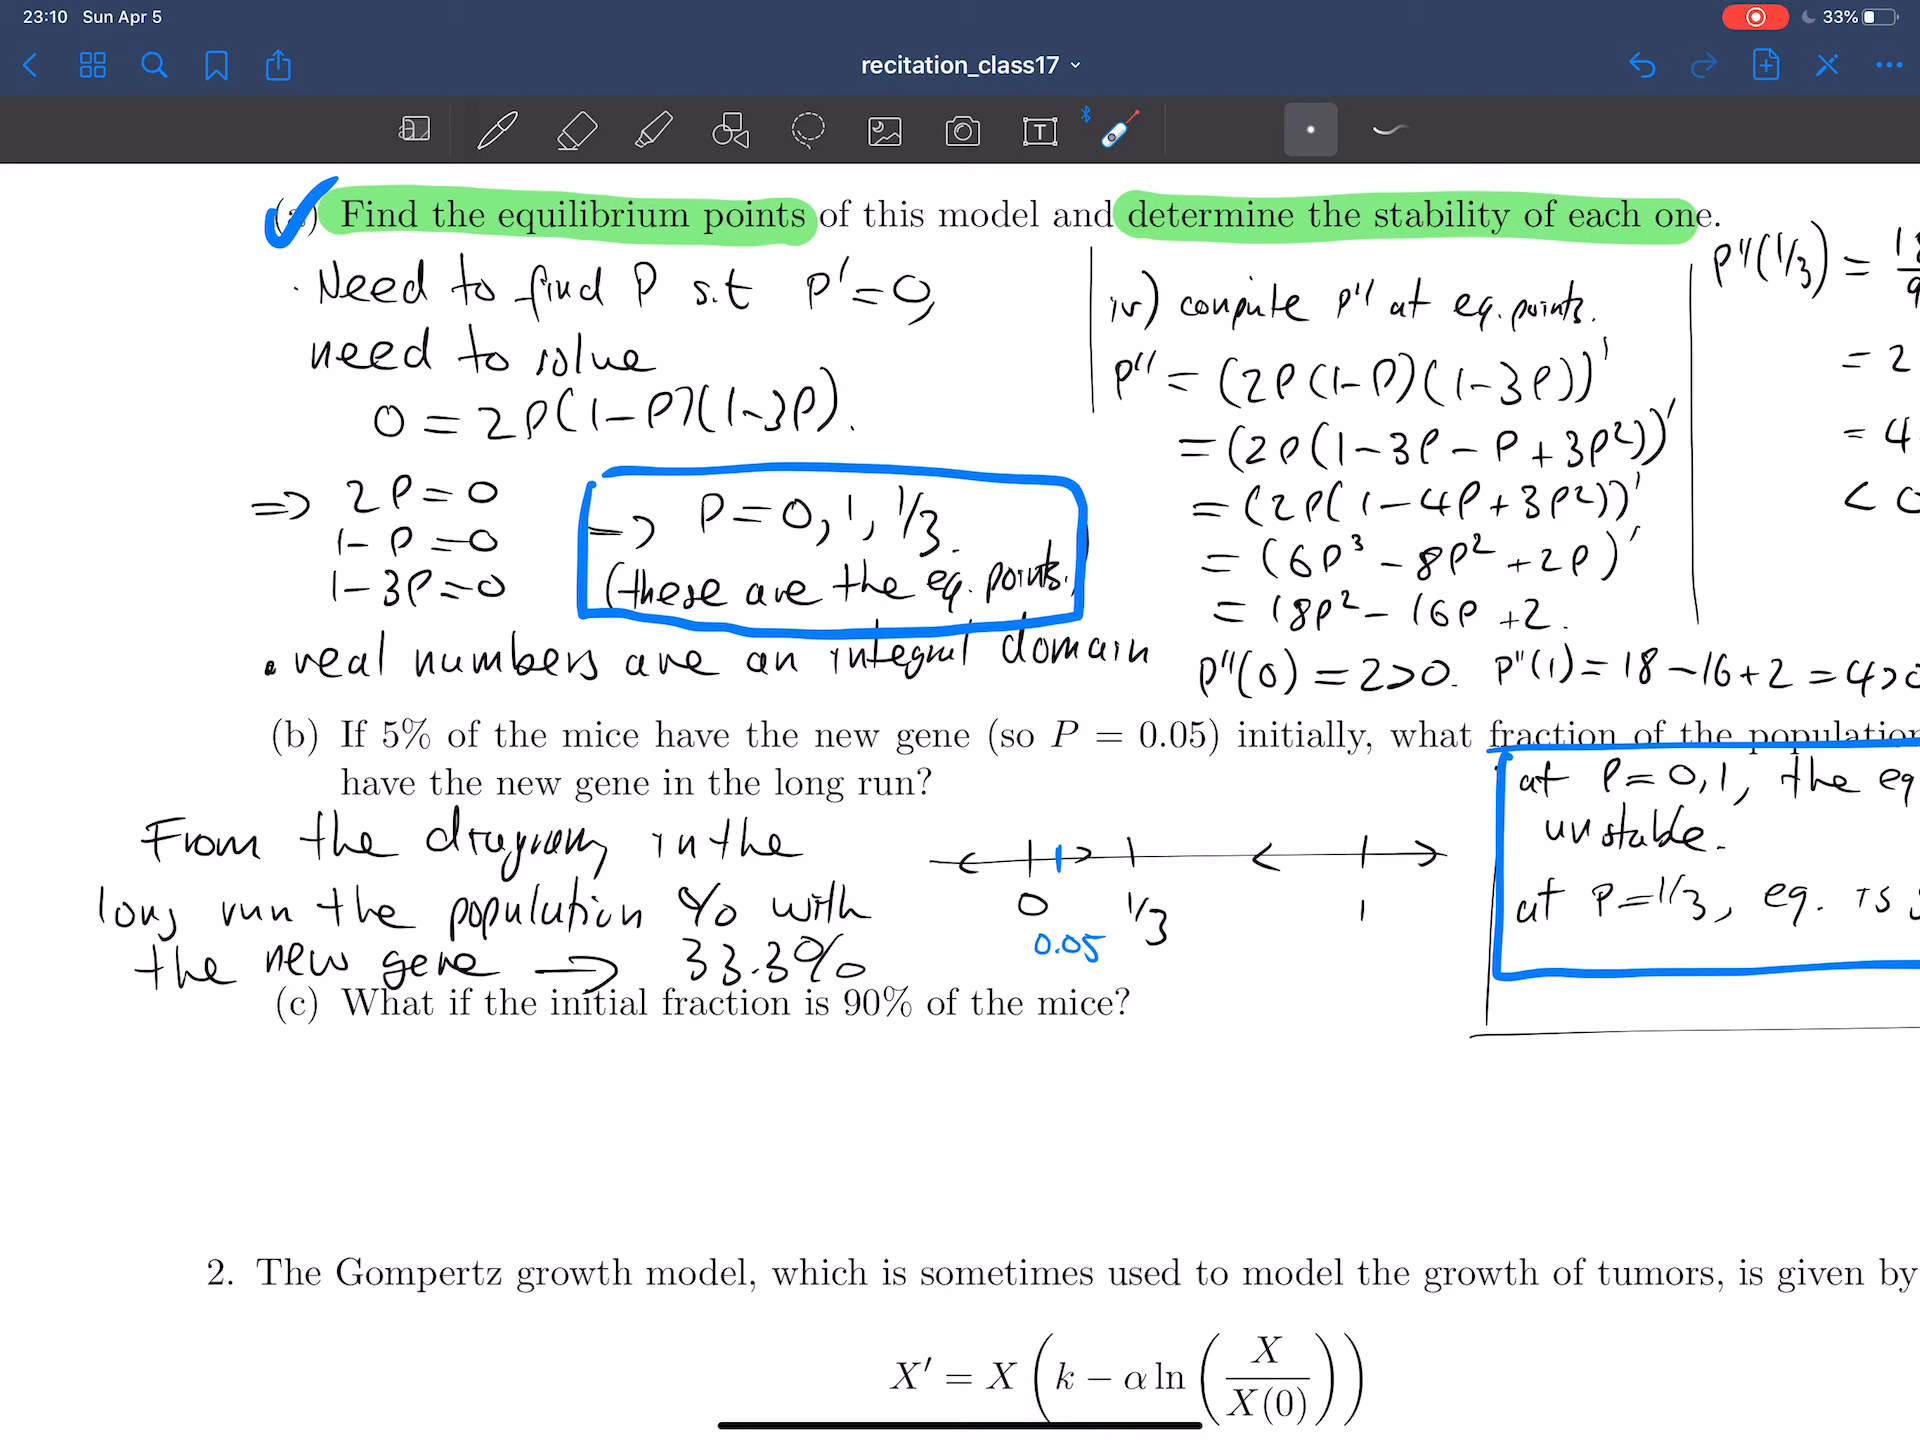 23:10 Sun Apr 5
33%
recitation_class17
(a) Find the equilibrium points of this model and determine the stability of each one.
· Need to find P s.t P'=0,
need to solve
0 = 2P(1-P)(1-3P).
=> 2P=0
1-P=0
1-3P=0
=> P=0, 1, 1/3.
(these are the eq. points.)
• real numbers are an integral domain
iv) compute P'' at eq. points.
P'' = (2P(1-P)(1-3P))'
= (2P(1-3P-P+3P²))'
= (2P(1-4P+3P²))'
= (6P³-8P²+2P)'
= 18P²-16P+2.
P''(0) = 2>0. P''(1) = 18-16+2 = 4>0
P''(1/3) = 18/9
= 2
= 4
< 0
(b) If 5% of the mice have the new gene (so P = 0.05) initially, what fraction of the population
have the new gene in the long run?
From the diagram, in the
long run the population % with
the new gene → 33.3%
0 1/3 1
0.05
at P=0,1, the eq
unstable.
at P=1/3, eq. is s
(c) What if the initial fraction is 90% of the mice?
2. The Gompertz growth model, which is sometimes used to model the growth of tumors, is given by
X' = X (k − α ln (X/X(0)))